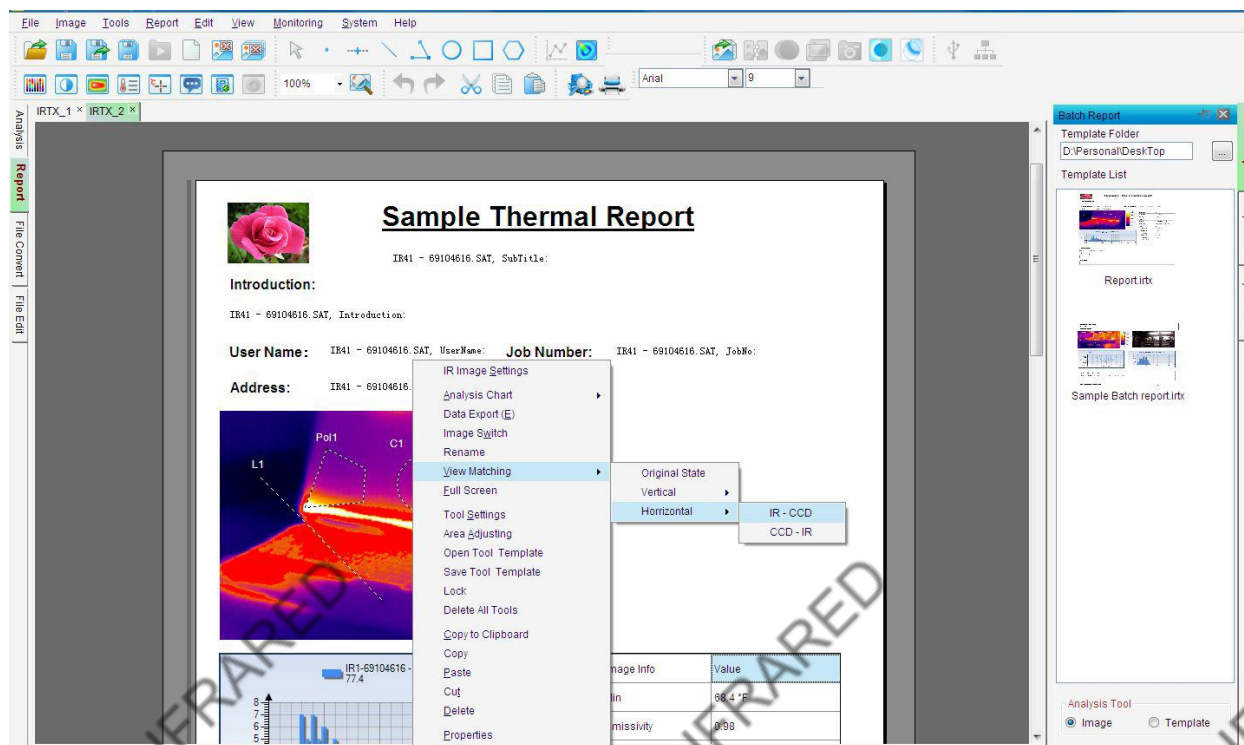 File Image Tools Report Edit View Monitoring System Help
100%
Arial 9
IRTX_1 × IRTX_2 ×
Analysis
Report
File Convert
File Edit
Sample Thermal Report
IR41 - 69104616.SAT, SubTitle:
Introduction:
IR41 - 69104616.SAT, Introduction:
User Name: IR41 - 69104616.SAT, UserName: Job Number: IR41 - 69104616.SAT, JobNo:
Address: IR41 - 69104616.
Pol1
C1
L1
IR Image Settings
Analysis Chart
Data Export (E)
Image Switch
Rename
View Matching
Full Screen
Tool Settings
Area Adjusting
Open Tool Template
Save Tool Template
Lock
Delete All Tools
Copy to Clipboard
Copy
Paste
Cut
Delete
Properties
Original State
Vertical
Horrizontal
IR - CCD
CCD - IR
IR1-69104616 -
77.4
8
7
6
5
mage Info Value
lin 68.4 °F
missivity 0.98
IFRARED
IFRARED
Batch Report
Template Folder
D:\Personal\DeskTop ...
Template List
Report.irtx
Sample Batch report.irtx
Analysis Tool
Image Template